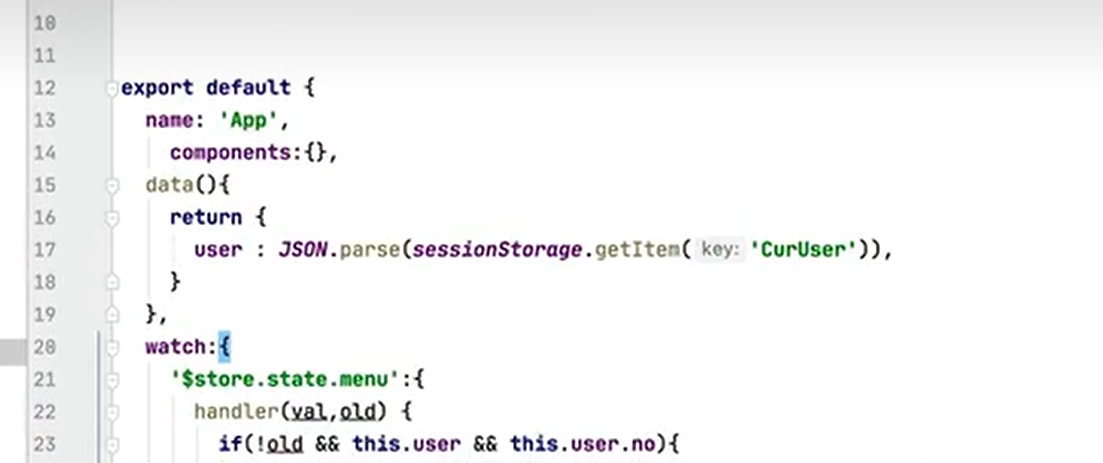 10
11
12 export default {
13 name: 'App',
14 components:{},
15 data(){
16 return {
17 user : JSON.parse(sessionStorage.getItem( key: 'CurUser')),
18 }
19 },
20 watch:{
21 '$store.state.menu':{
22 handler(val,old) {
23 if(!old && this.user && this.user.no){